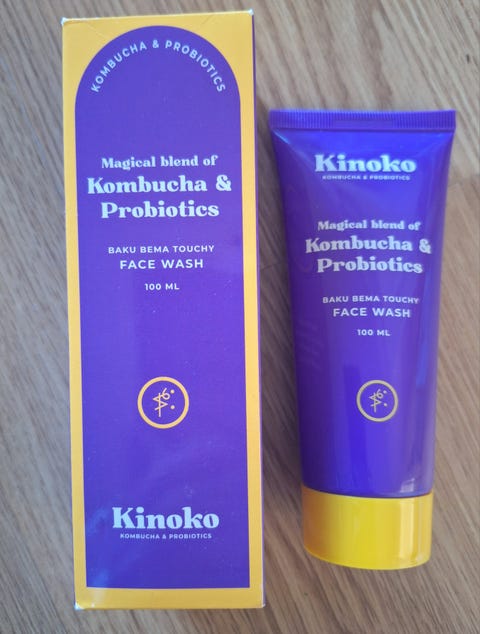 KOMBUCHA & PROBIOTICS
Magical blend of
Kombucha &
Probiotics
BAKU BEMA TOUCHY
FACE WASH
100 ML
Kinoko
KOMBUCHA & PROBIOTICS
Kinoko
KOMBUCHA & PROBIOTICS
Magical blend of
Kombucha &
Probiotics
BAKU BEMA TOUCHY
FACE WASH
100 ML